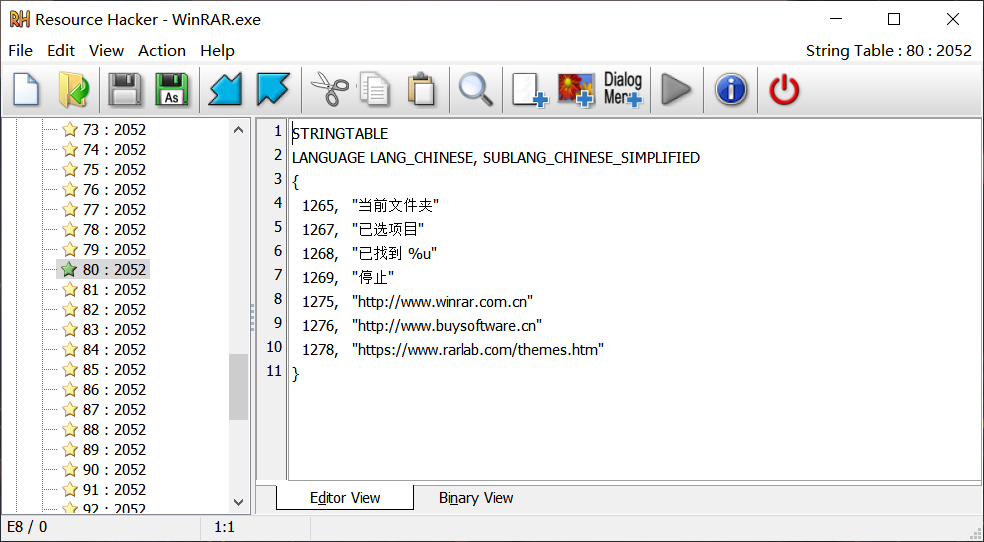 Resource Hacker - WinRAR.exe
File Edit View Action Help
String Table : 80 : 2052
As
Dialog
Menu
73 : 2052
74 : 2052
75 : 2052
76 : 2052
77 : 2052
78 : 2052
79 : 2052
80 : 2052
81 : 2052
82 : 2052
83 : 2052
84 : 2052
85 : 2052
86 : 2052
87 : 2052
88 : 2052
89 : 2052
90 : 2052
91 : 2052
92 : 2052
1 STRINGTABLE
2 LANGUAGE LANG_CHINESE, SUBLANG_CHINESE_SIMPLIFIED
3 {
4 1265, "当前文件夹"
5 1267, "已选项目"
6 1268, "已找到 %u"
7 1269, "停止"
8 1275, "http://www.winrar.com.cn"
9 1276, "http://www.buysoftware.cn"
10 1278, "https://www.rarlab.com/themes.htm"
11 }
Editor View Binary View
E8 / 0 1:1